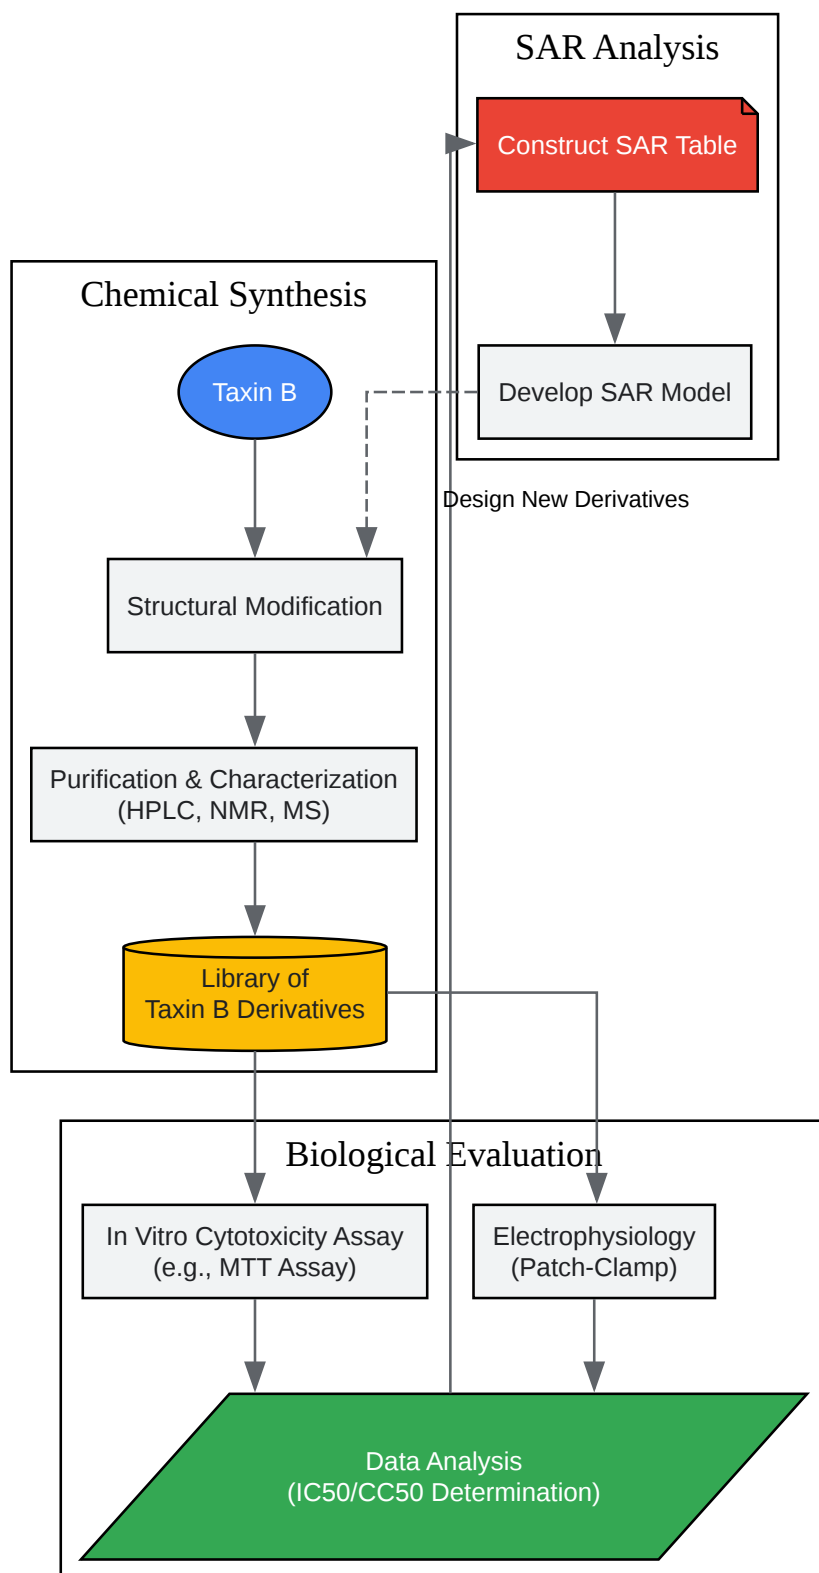 SAR Analysis
Construct SAR Table
Chemical Synthesis
Taxin B
Develop SAR Model
Design New Derivatives
Structural Modification
Purification & Characterization
(HPLC, NMR, MS)
Library of
Taxin B Derivatives
Biological Evaluation
In Vitro Cytotoxicity Assay
(e.g., MTT Assay)
Electrophysiology
(Patch-Clamp)
Data Analysis
(IC50/CC50 Determination)